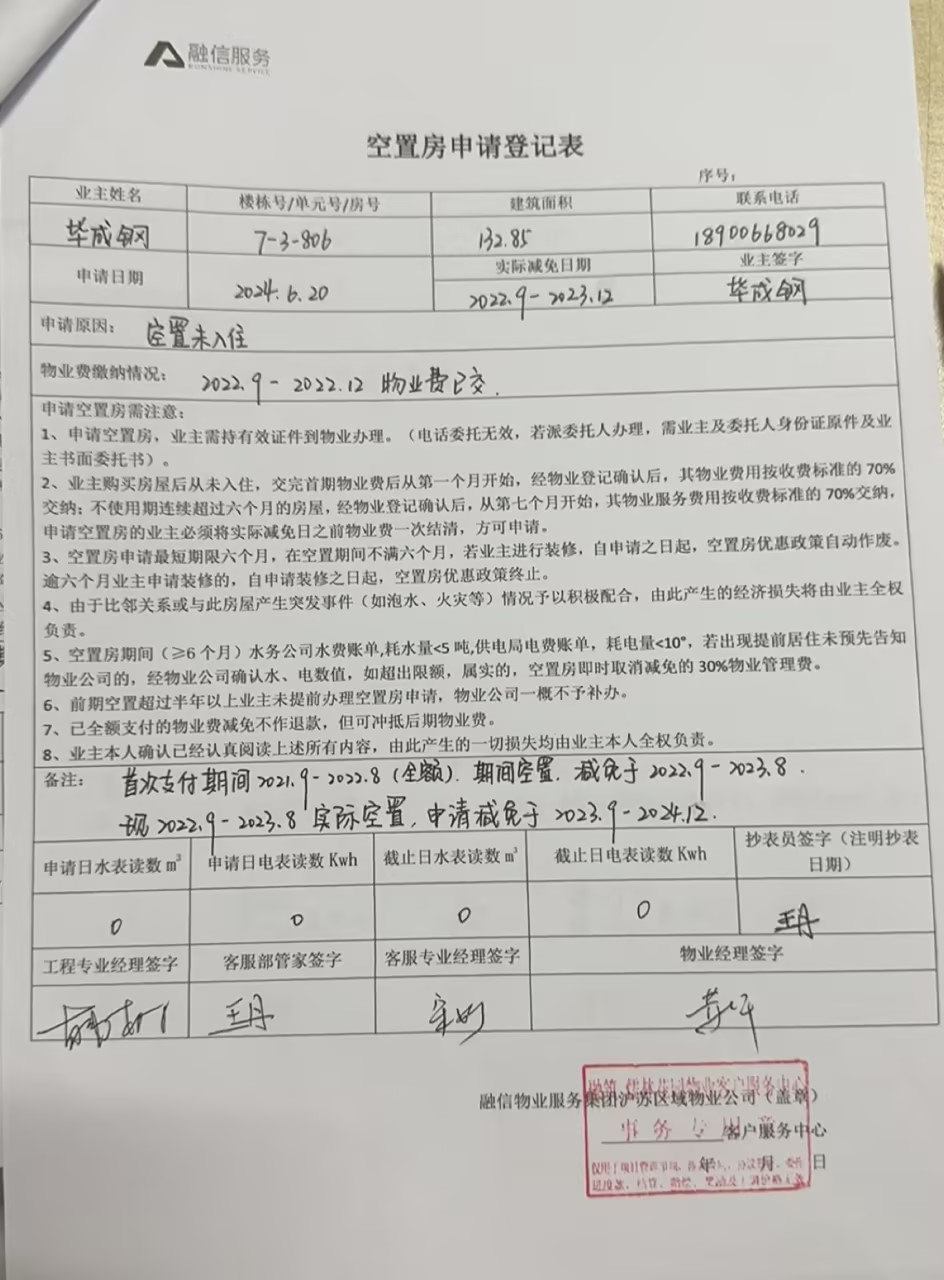 融信服务
RONSHINE SERVICE
空置房申请登记表
序号：
业主姓名 楼栋号/单元号/房号 建筑面积 联系电话
毕成钢 7-3-806 132.85 18900668029
申请日期 2024.6.20 实际减免日期 业主签字
2022.9-2023.12 毕成钢
申请原因： 空置未入住
物业费缴纳情况： 2022.9-2022.12 物业费已交.
申请空置房需注意：
1、申请空置房，业主需持有效证件到物业办理。（电话委托无效，若派委托人办理，需业主及委托人身份证原件及业
主书面委托书）。
2、业主购买房屋后从未入住，交完首期物业费后从第一个月开始，经物业登记确认后，其物业费用按收费标准的 70%
交纳；不使用期连续超过六个月的房屋，经物业登记确认后，从第七个月开始，其物业服务费用按收费标准的 70%交纳，
申请空置房的业主必须将实际减免日之前物业费一次结清，方可申请。
3、空置房申请最短期限六个月，在空置期间不满六个月，若业主进行装修，自申请之日起，空置房优惠政策自动作废。
逾六个月业主申请装修的，自申请装修之日起，空置房优惠政策终止。
4、由于比邻关系或与此房屋产生突发事件（如泡水、火灾等）情况予以积极配合，由此产生的经济损失将由业主全权
负责。
5、空置房期间（≥6 个月）水务公司水费账单,耗水量<5 吨,供电局电费账单，耗电量<10°，若出现提前居住未预先告知
物业公司的，经物业公司确认水、电数值，如超出限额，属实的，空置房即时取消减免的 30%物业管理费。
6、前期空置超过半年以上业主未提前办理空置房申请，物业公司一概不予补办。
7、已全额支付的物业费减免不作退款，但可冲抵后期物业费。
8、业主本人确认已经认真阅读上述所有内容，由此产生的一切损失均由业主本人全权负责。
备注： 首次支付期间2021.9-2022.8（全额）.期间空置.减免于2022.9-2023.8.
现2022.9-2023.8实际空置，申请减免于2023.9-2024.12.
申请日水表读数 m³ 申请日电表读数 Kwh 截止日水表读数 m³ 截止日电表读数 Kwh 抄表员签字（注明抄表
日期）
0 0 0 0 王丹
工程专业经理签字 客服部管家签字 客服专业经理签字 物业经理签字
王丹
融信物业服务集团沪苏区域物业公司（盖章）
事务专用章
客户服务中心
年 月 日